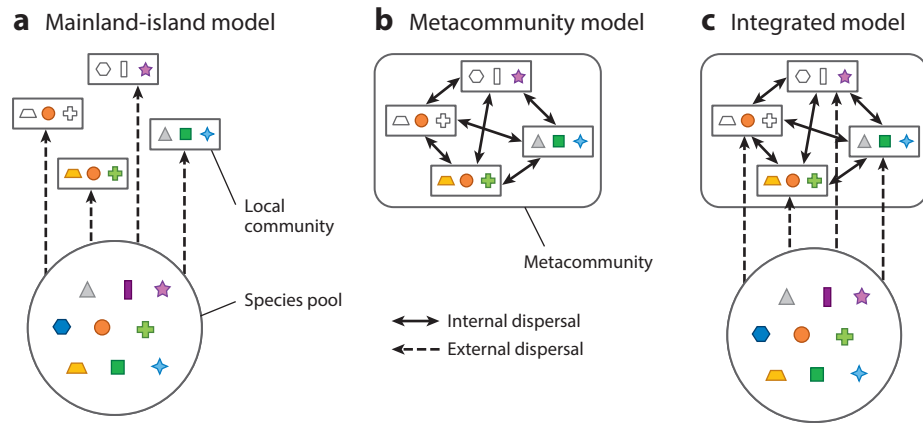 a Mainland-island model
b Metacommunity model
c Integrated model
Local
community
Species pool
Metacommunity
Internal dispersal
External dispersal